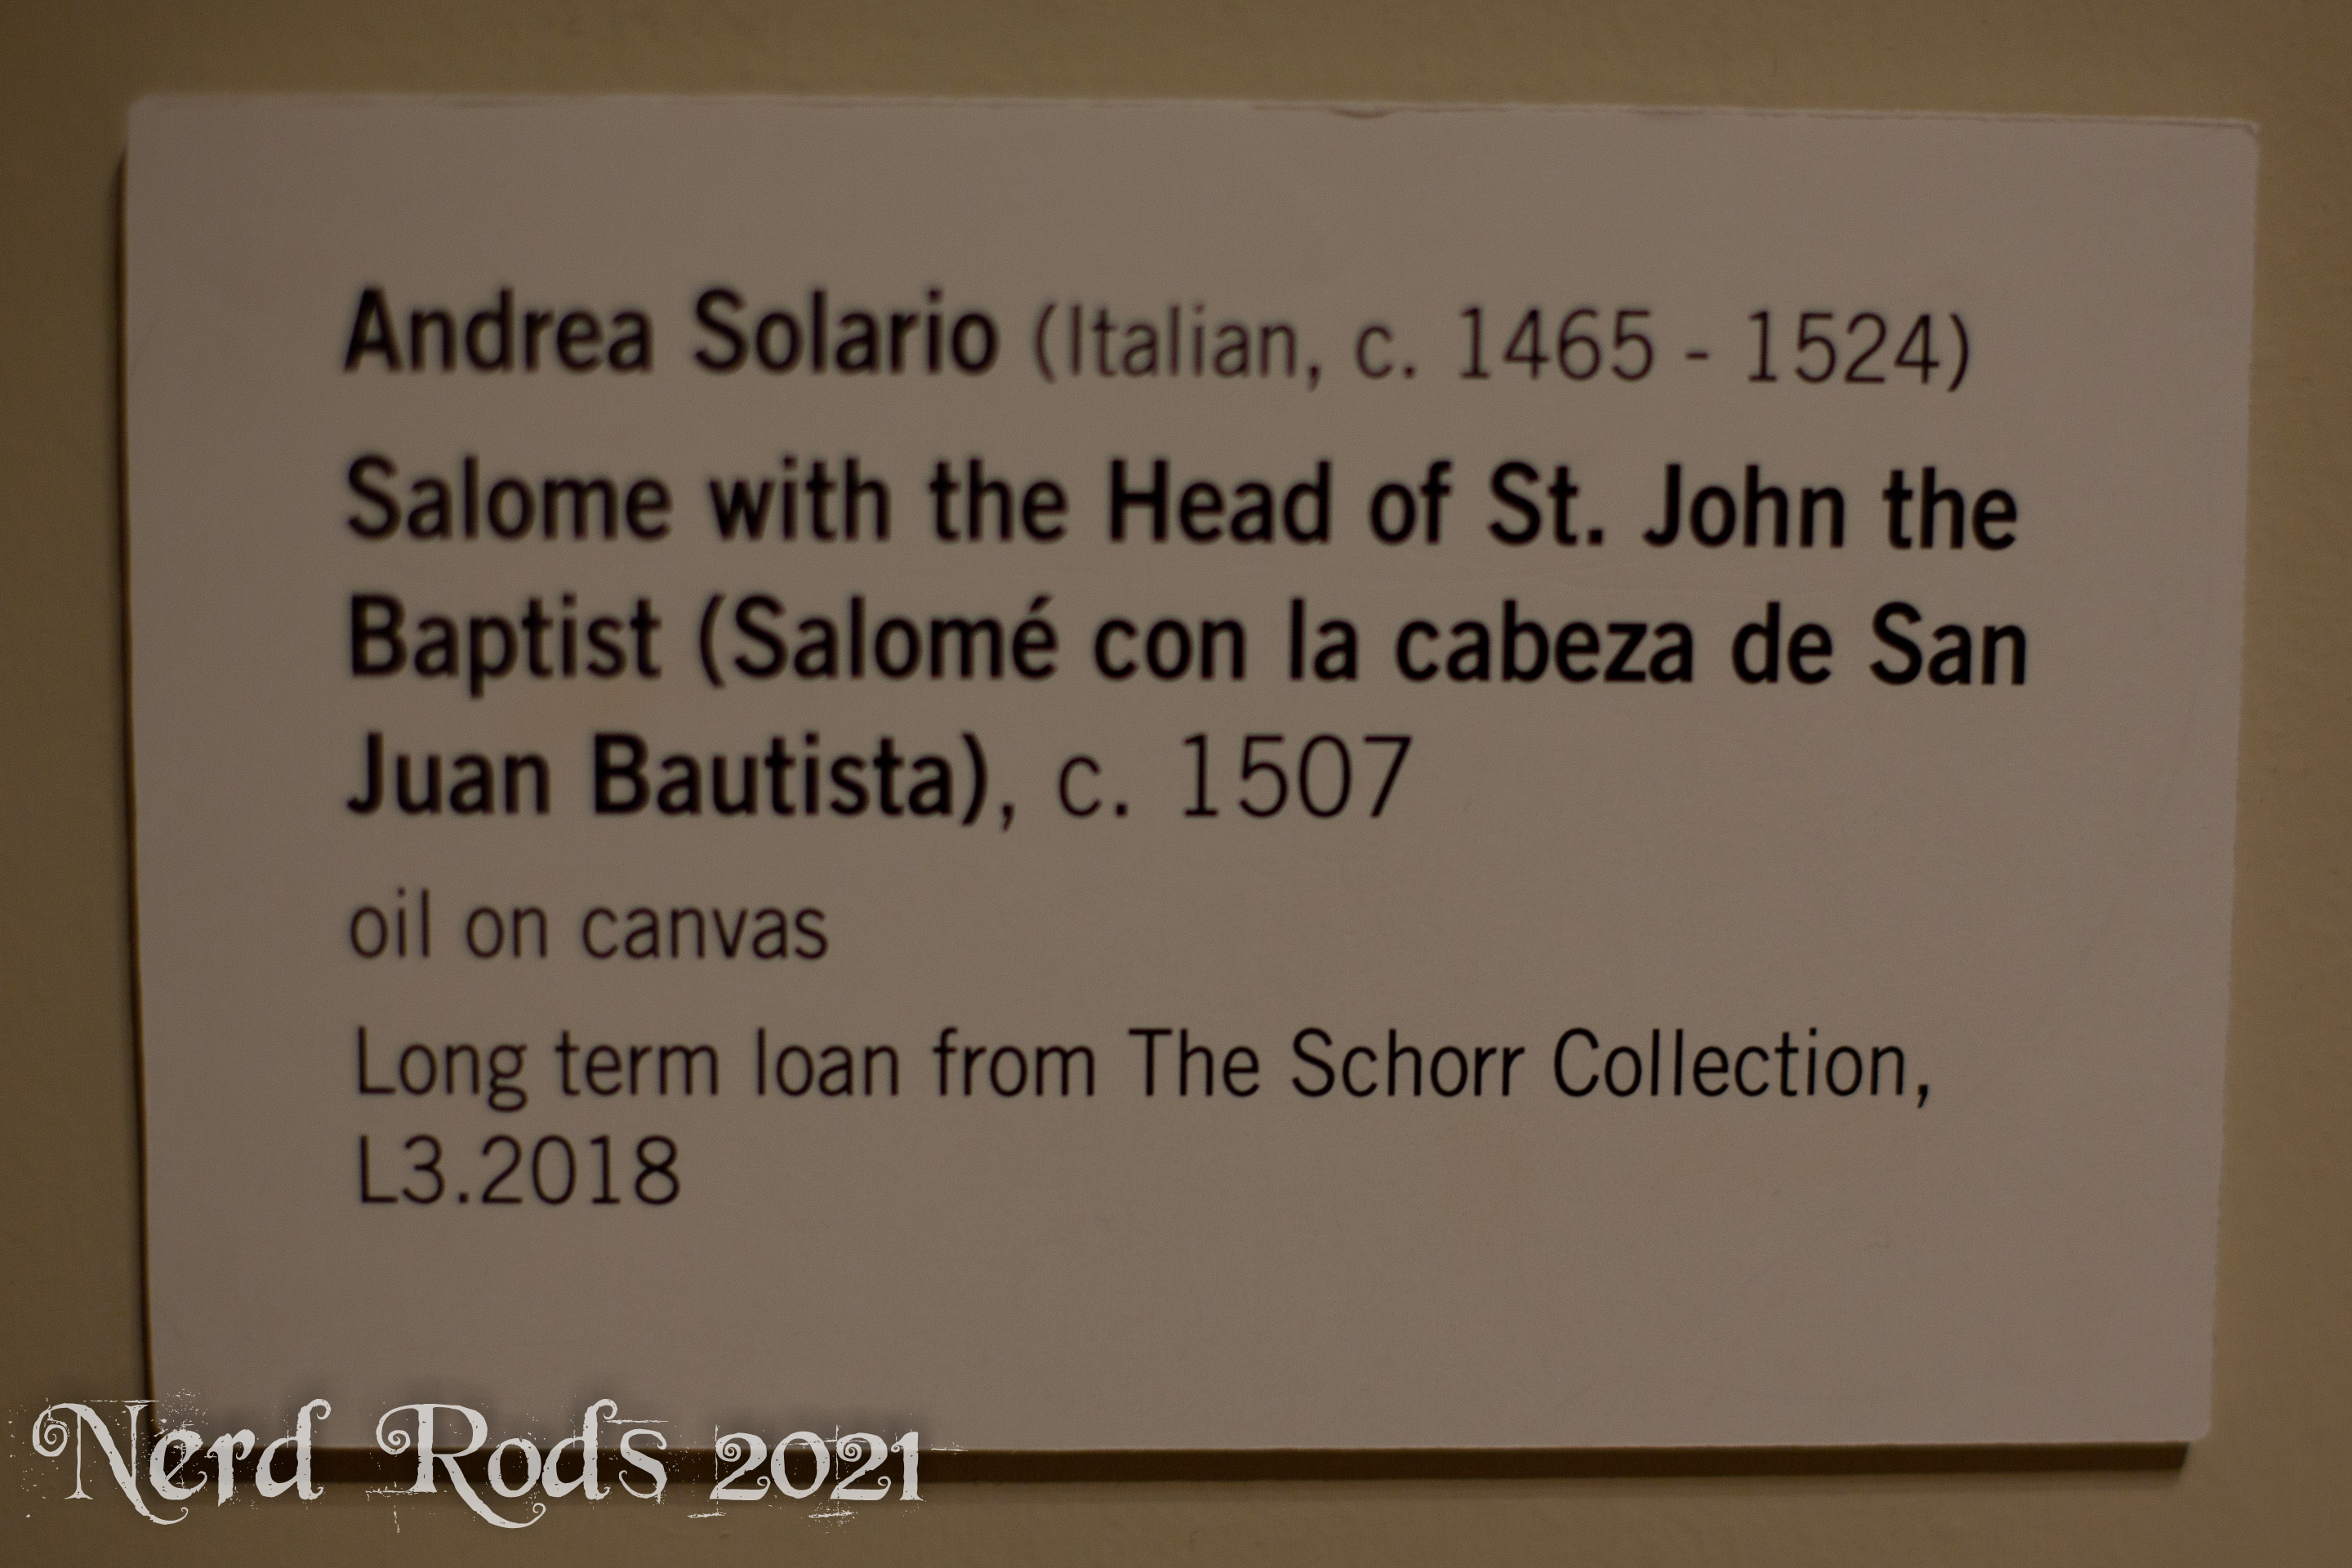 Andrea Solario (Italian, c. 1465 - 1524)
Salome with the Head of St. John the
Baptist (Salomé con la cabeza de San
Juan Bautista), c. 1507
oil on canvas
Long term loan from The Schorr Collection,
L3.2018
Nerd Rods 2021